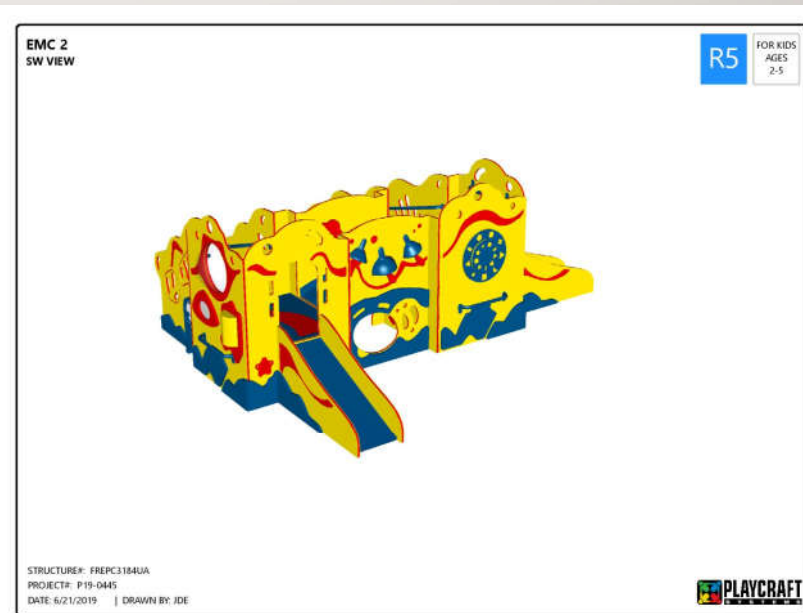 EMC 2
SW VIEW
R5
FOR KIDS
AGES
2-5
STRUCTURE#: FREPC3184UA
PROJECT#: P19-0445
DATE: 6/21/2019 | DRAWN BY: JDE
PLAYCRAFT
SYSTEMS